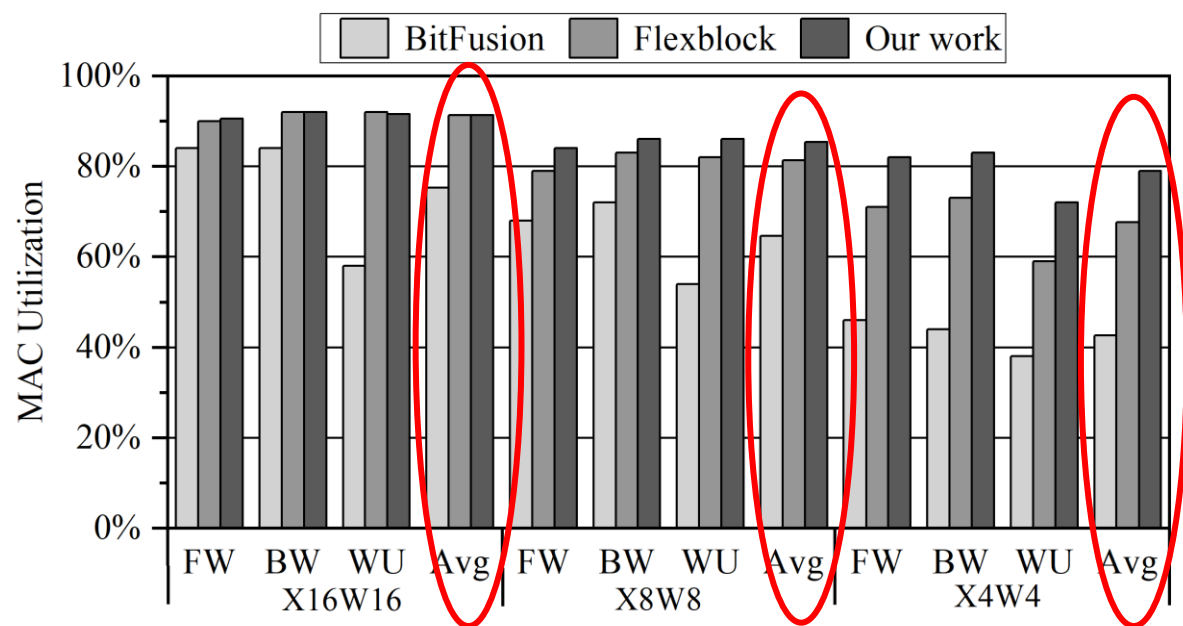 BitFusion Flexblock Our work
100%
80%
60%
40%
20%
0%
MAC Utilization
FW BW WU Avg FW BW WU Avg FW BW WU Avg
X16W16 X8W8 X4W4